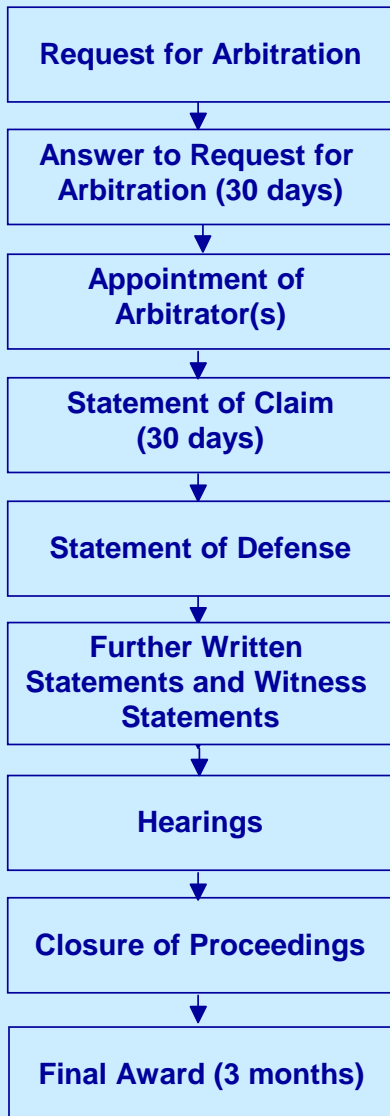 Request for Arbitration
Answer to Request for
Arbitration (30 days)
Appointment of
Arbitrator(s)
Statement of Claim
(30 days)
Statement of Defense
Further Written
Statements and Witness
Statements
Hearings
Closure of Proceedings
Final Award (3 months)